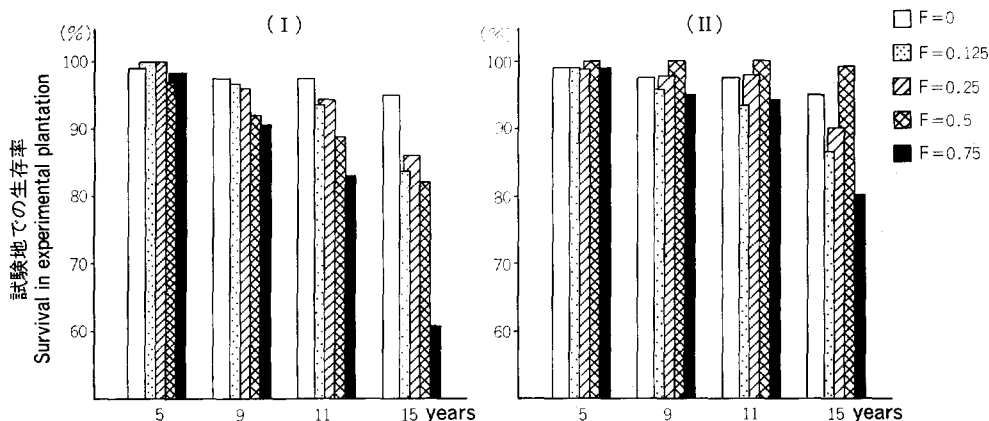 (%)
(I)
100
90
80
70
60
試験地での生存率
Survival in experimental plantation
5 9 11 15 years
(%)
(II)
100
90
80
70
60
5 9 11 15 years
F=0
F=0.125
F=0.25
F=0.5
F=0.75